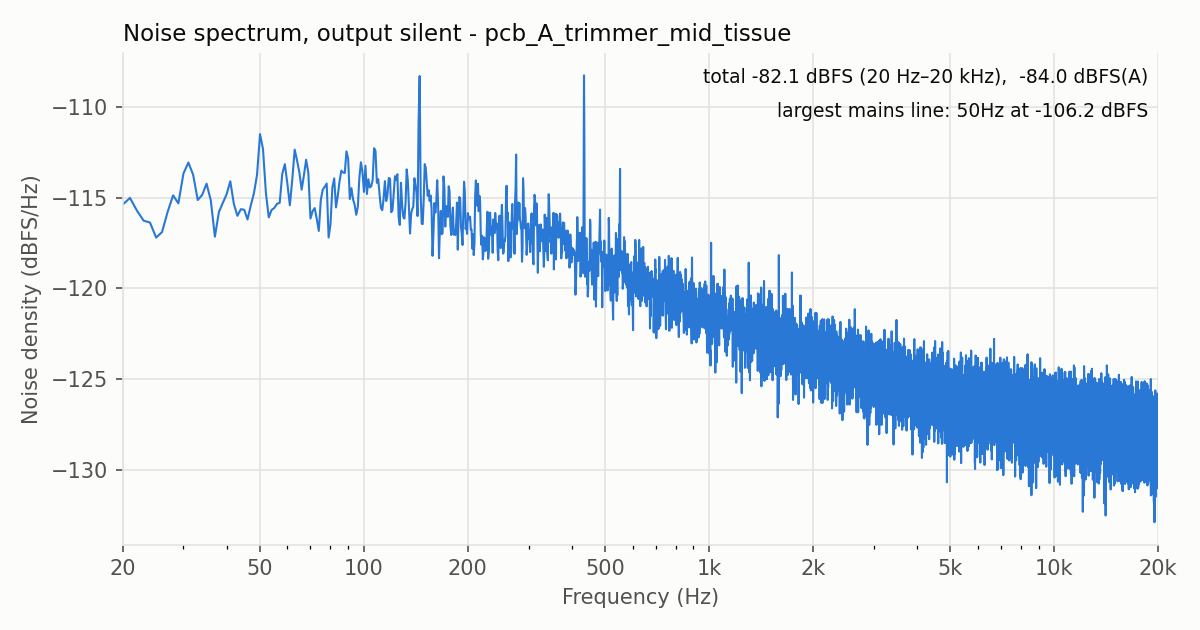 Noise spectrum, output silent - pcb_A_trimmer_mid_tissue
total -82.1 dBFS (20 Hz–20 kHz),  -84.0 dBFS(A)
largest mains line: 50Hz at -106.2 dBFS
Noise density (dBFS/Hz)
−110
−115
−120
−125
−130
20 50 100 200 500 1k 2k 5k 10k 20k
Frequency (Hz)